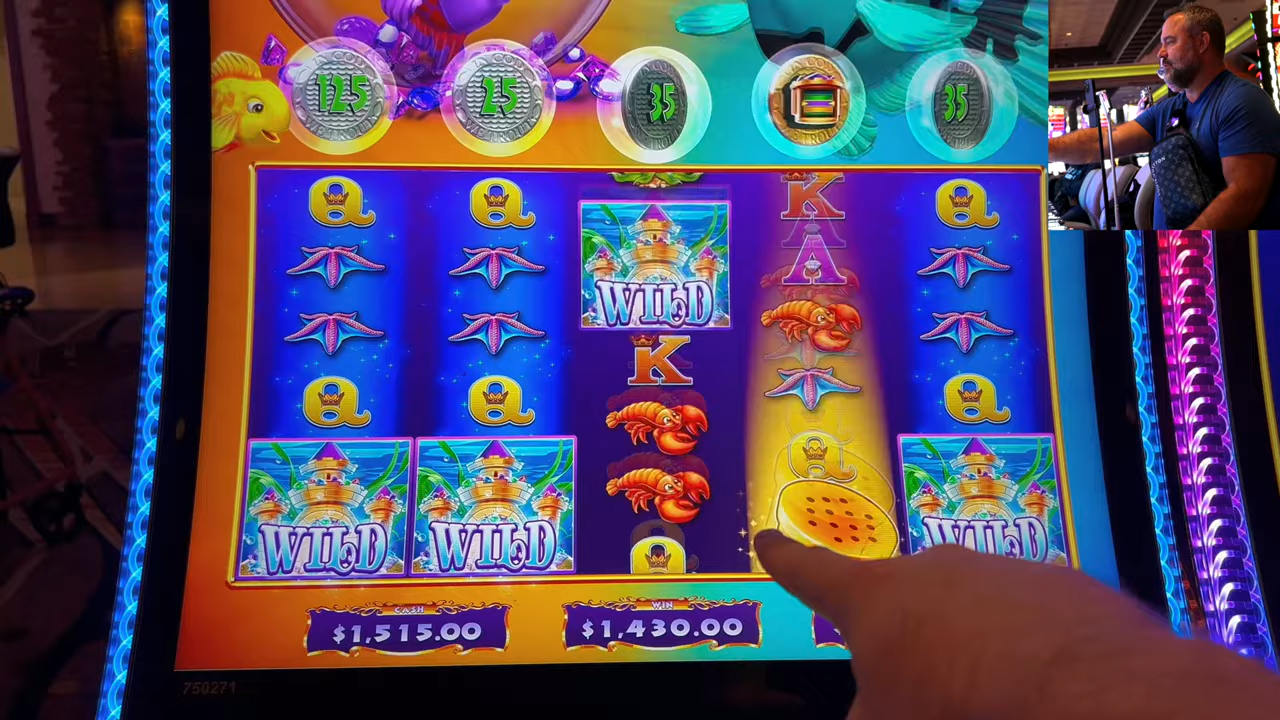 125
25
35
35
Q
Q
K
Q
A
WILD
K
Q
Q
Q
Q
WILD
WILD
WILD
Q
CASH
$1,515.00
WIN
$1,430.00
750271